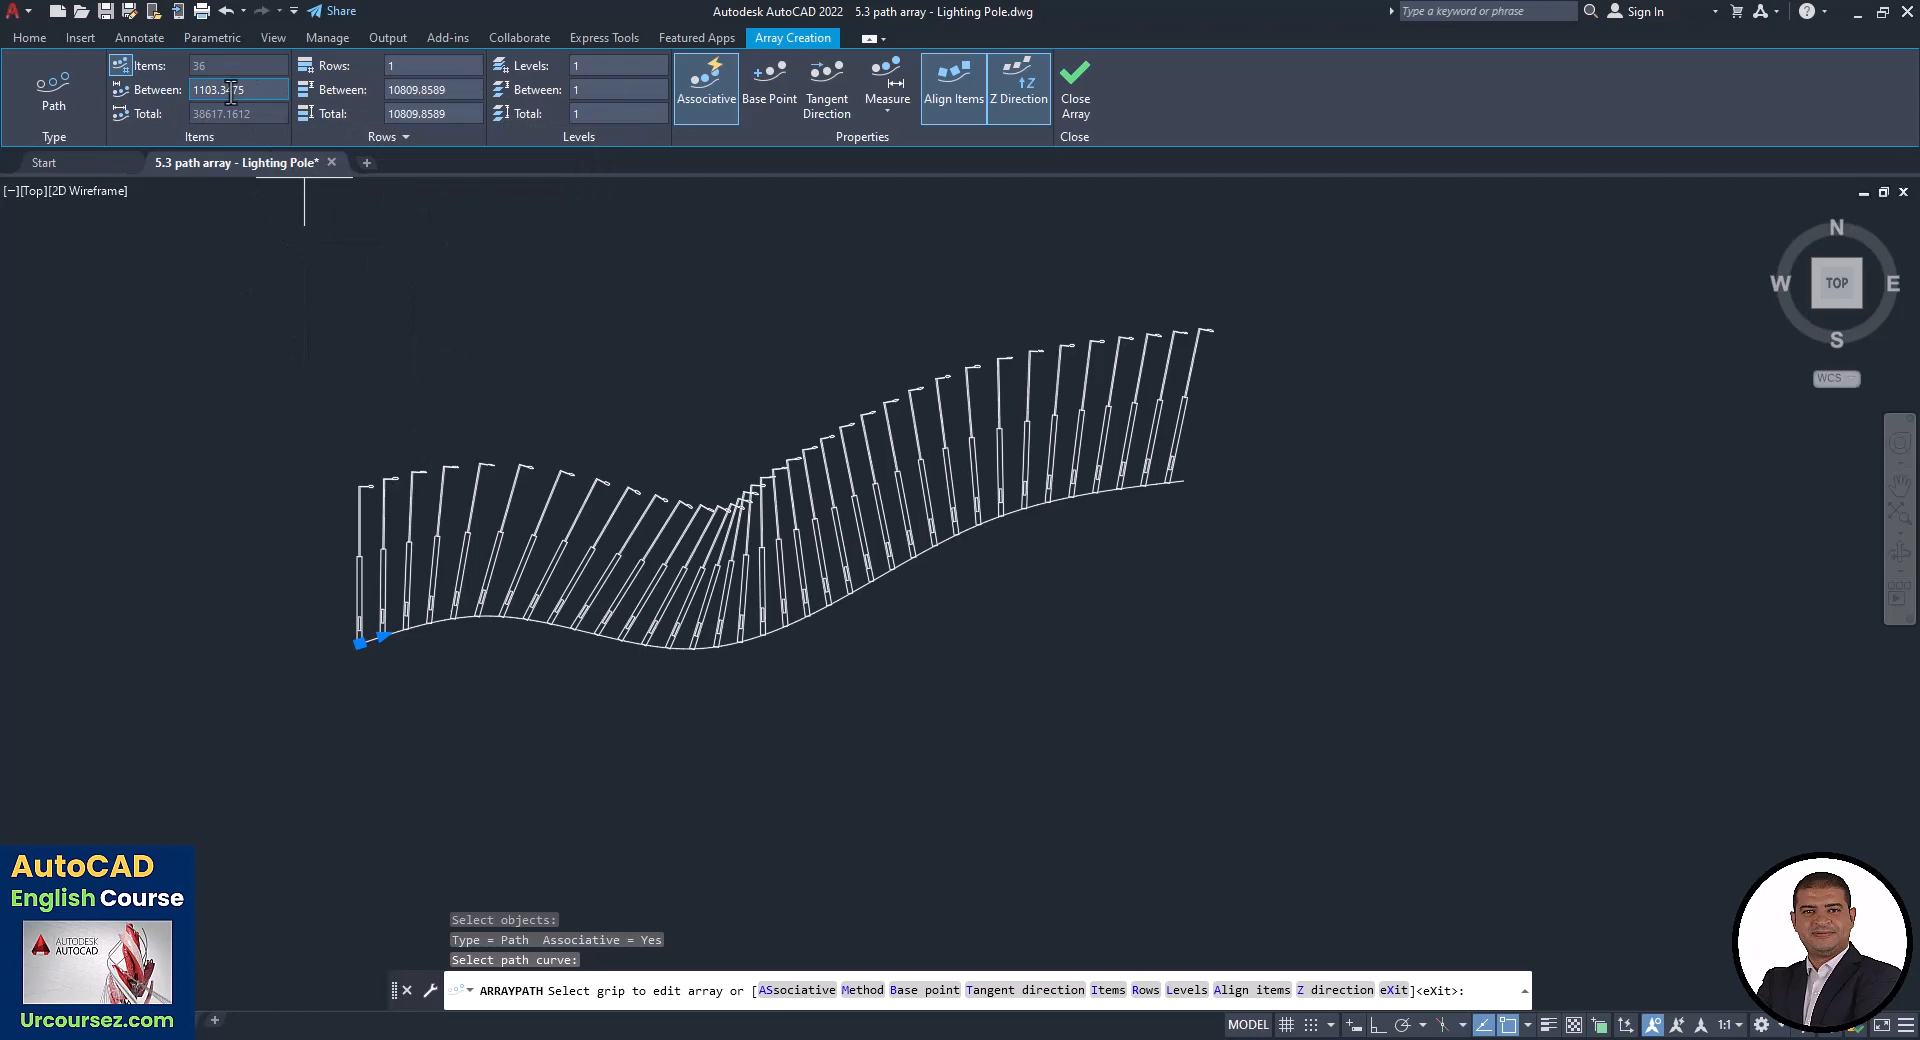 Share
Autodesk AutoCAD 2022 5.3 path array - Lighting Pole.dwg
Type a keyword or phrase
Sign In
Home Insert Annotate Parametric View Manage Output Add-ins Collaborate Express Tools Featured Apps Array Creation
Path
Type
Items: 36
Between: 1103.3475
Total: 38617.1612
Items
Rows: 1
Between: 10809.8589
Total: 10809.8589
Rows
Levels: 1
Between: 1
Total: 1
Levels
Associative
Base Point
Tangent Direction
Measure
Align Items
Z Direction
Properties
Close Array
Close
Start
5.3 path array - Lighting Pole*
[−][Top][2D Wireframe]
N
W TOP E
S
WCS
AutoCAD
English Course
AUTODESK
AUTOCAD
Urcoursez.com
Select objects:
Type = Path Associative = Yes
Select path curve:
ARRAYPATH Select grip to edit array or [ASsociative Method Base point Tangent direction Items Rows Levels Align items Z direction eXit]<eXit>:
MODEL
1:1